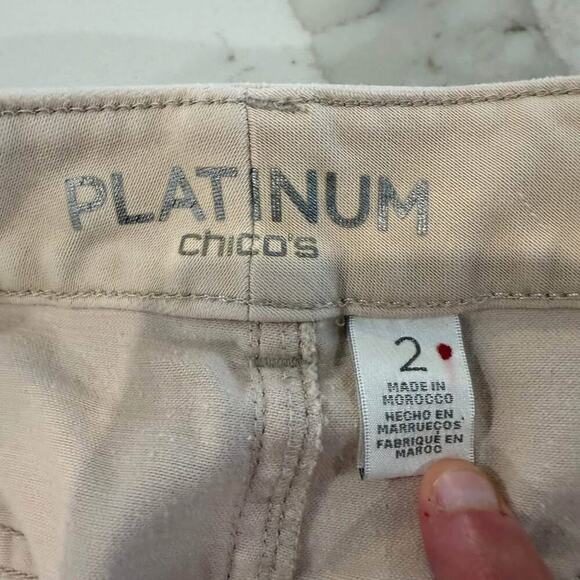 PLATINUM
chico's
2
MADE IN
MOROCCO
HECHO EN
MARRUECOS
FABRIQUÉ EN
MAROC